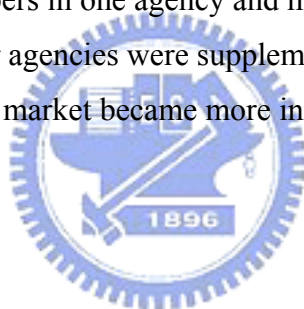 bers in one agency and
agencies were supplem
market became more in
1896